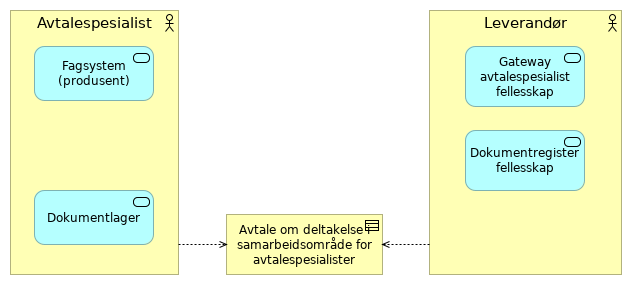 Avtalespesialist
Fagsystem
(produsent)
Dokumentlager
Leverandør
Gateway
avtalespesialist
fellesskap
Dokumentregister
fellesskap
Avtale om deltakelse i
samarbeidsområde for
avtalespesialister